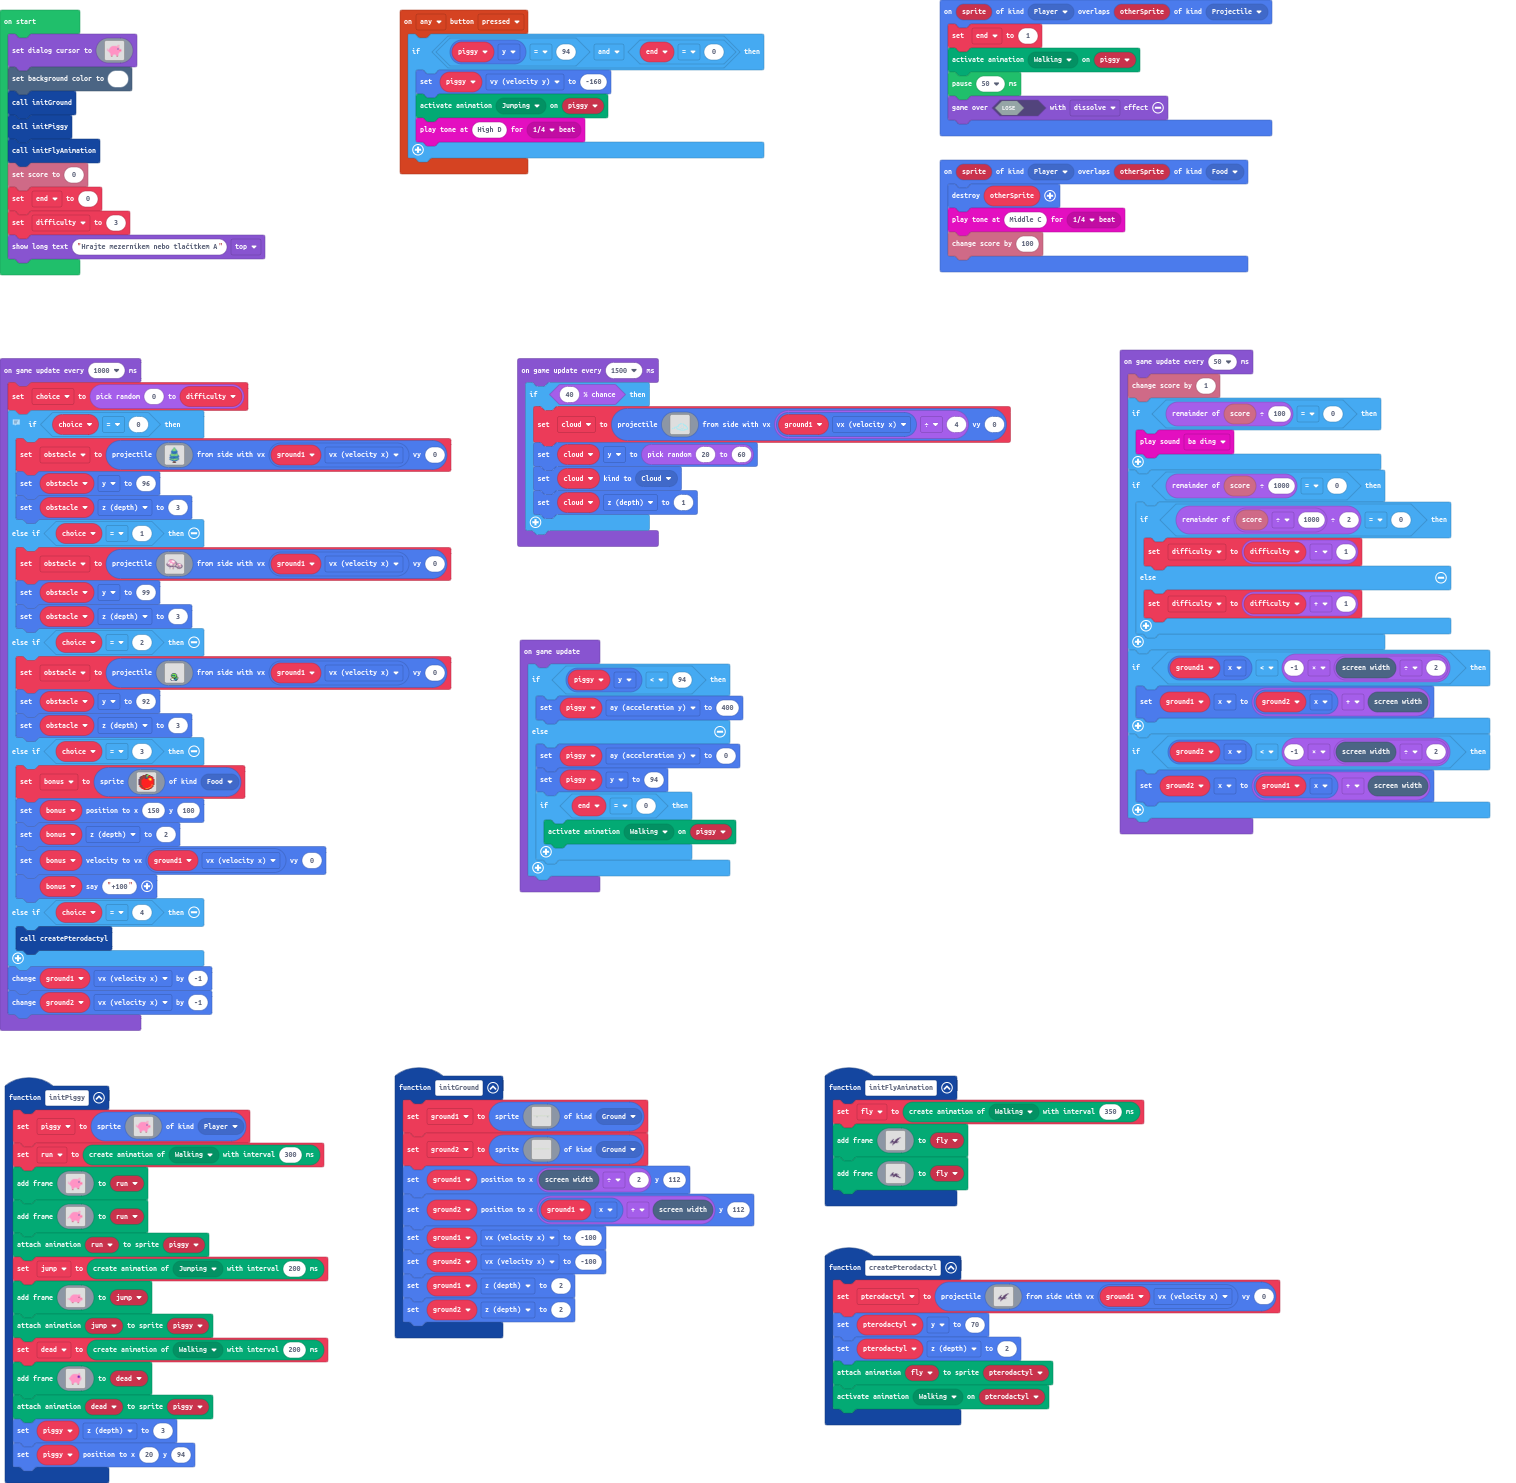 on start
set dialog cursor to
set background color to
call initGround
call initPiggy
call initFlyAnimation
set score to 0
set end to 0
set difficulty to 3
show long text "Hrajte mezernikem nebo tlačítkem A" top
on any button pressed
if piggy y = 94 and end = 0 then
set piggy vy (velocity y) to -160
activate animation Jumping on piggy
play tone at High D for 1/4 beat
on sprite of kind Player overlaps otherSprite of kind Projectile
set end to 1
activate animation Walking on piggy
pause 50 ms
game over LOSE with dissolve effect
on sprite of kind Player overlaps otherSprite of kind Food
destroy otherSprite
play tone at Middle C for 1/4 beat
change score by 100
on game update every 1000 ms
set choice to pick random 0 to difficulty
if choice = 0 then
set obstacle to projectile from side with vx ground1 vx (velocity x) vy 0
set obstacle y to 96
set obstacle z (depth) to 3
else if choice = 1 then
set obstacle to projectile from side with vx ground1 vx (velocity x) vy 0
set obstacle y to 99
set obstacle z (depth) to 3
else if choice = 2 then
set obstacle to projectile from side with vx ground1 vx (velocity x) vy 0
set obstacle y to 92
set obstacle z (depth) to 3
else if choice = 3 then
set bonus to sprite of kind Food
set bonus position to x 150 y 100
set bonus z (depth) to 2
set bonus velocity to vx ground1 vx (velocity x) vy 0
bonus say "+100"
else if choice = 4 then
call createPterodactyl
change ground1 vx (velocity x) by -1
change ground2 vx (velocity x) by -1
on game update every 1500 ms
if 40 % chance then
set cloud to projectile from side with vx ground1 vx (velocity x) ÷ 4 vy 0
set cloud y to pick random 20 to 60
set cloud kind to Cloud
set cloud z (depth) to 1
on game update
if piggy y < 94 then
set piggy ay (acceleration y) to 400
else
set piggy ay (acceleration y) to 0
set piggy y to 94
if end = 0 then
activate animation Walking on piggy
on game update every 50 ms
change score by 1
if remainder of score ÷ 100 = 0 then
play sound ba ding
if remainder of score ÷ 1000 = 0 then
if remainder of score ÷ 1000 ÷ 2 = 0 then
set difficulty to difficulty - 1
else
set difficulty to difficulty + 1
if ground1 x < -1 × screen width ÷ 2 then
set ground1 x to ground2 x + screen width
if ground2 x < -1 × screen width ÷ 2 then
set ground2 x to ground1 x + screen width
function initPiggy
set piggy to sprite of kind Player
set run to create animation of Walking with interval 300 ms
add frame to run
add frame to run
attach animation run to sprite piggy
set jump to create animation of Jumping with interval 200 ms
add frame to jump
attach animation jump to sprite piggy
set dead to create animation of Walking with interval 200 ms
add frame to dead
attach animation dead to sprite piggy
set piggy z (depth) to 3
set piggy position to x 20 y 94
function initGround
set ground1 to sprite of kind Ground
set ground2 to sprite of kind Ground
set ground1 position to x screen width ÷ 2 y 112
set ground2 position to x ground1 x + screen width y 112
set ground1 vx (velocity x) to -100
set ground2 vx (velocity x) to -100
set ground1 z (depth) to 2
set ground2 z (depth) to 2
function initFlyAnimation
set fly to create animation of Walking with interval 350 ms
add frame to fly
add frame to fly
function createPterodactyl
set pterodactyl to projectile from side with vx ground1 vx (velocity x) vy 0
set pterodactyl y to 70
set pterodactyl z (depth) to 2
attach animation fly to sprite pterodactyl
activate animation Walking on pterodactyl